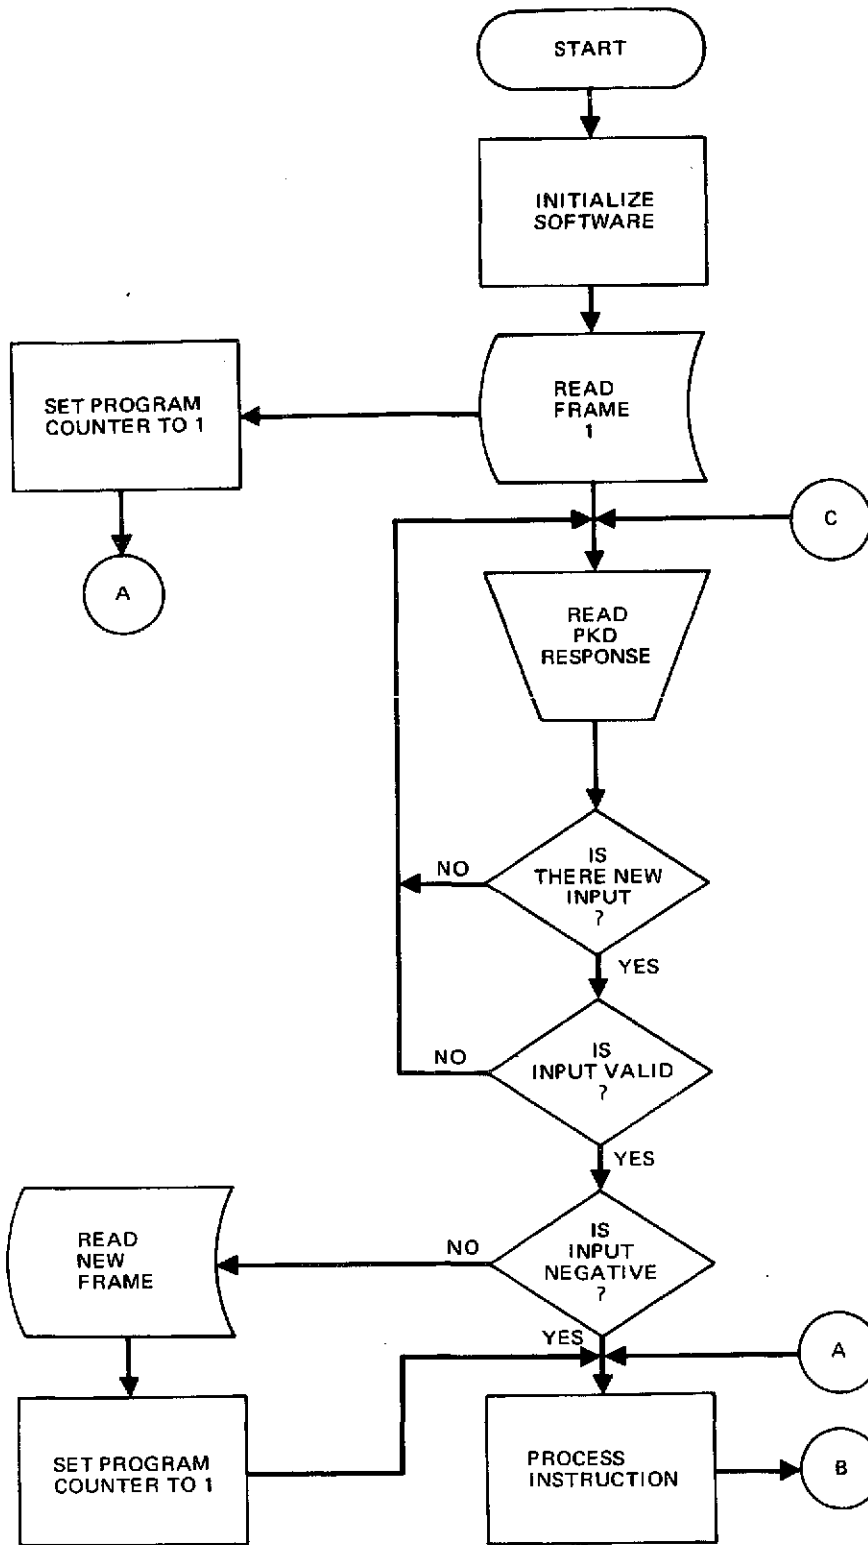 START
INITIALIZE
SOFTWARE
READ
FRAME
1
SET PROGRAM
COUNTER TO 1
C
A
READ
PKD
RESPONSE
IS
THERE NEW
INPUT
?
NO
YES
IS
INPUT VALID
?
NO
YES
IS
INPUT
NEGATIVE
?
NO
READ
NEW
FRAME
YES
A
SET PROGRAM
COUNTER TO 1
PROCESS
INSTRUCTION
B